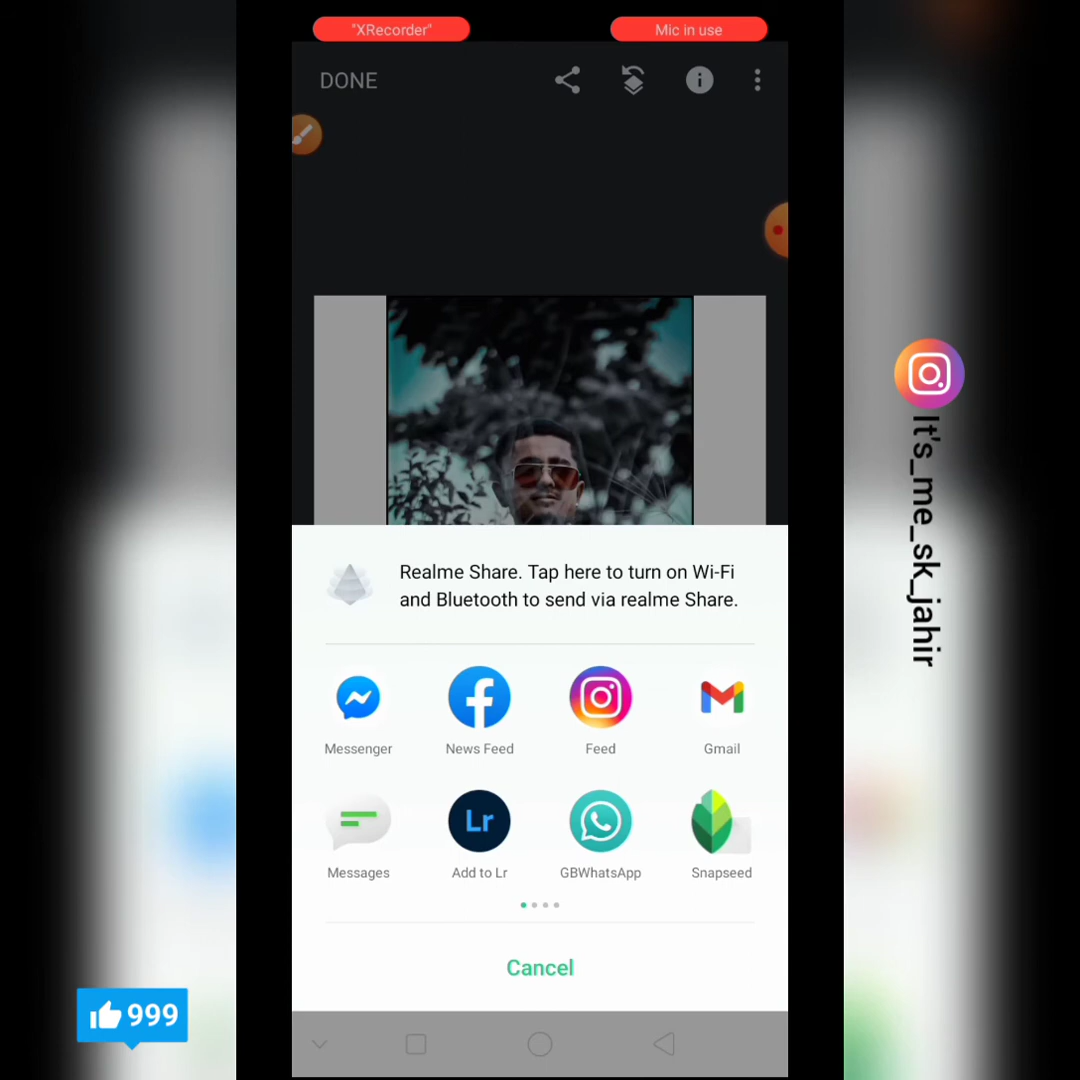 "XRecorder"
Mic in use
DONE
Realme Share. Tap here to turn on Wi-Fi
and Bluetooth to send via realme Share.
Messenger
News Feed
Feed
Gmail
Lr
Messages
Add to Lr
GBWhatsApp
Snapseed
Cancel
It's_me_sk_jahir
999